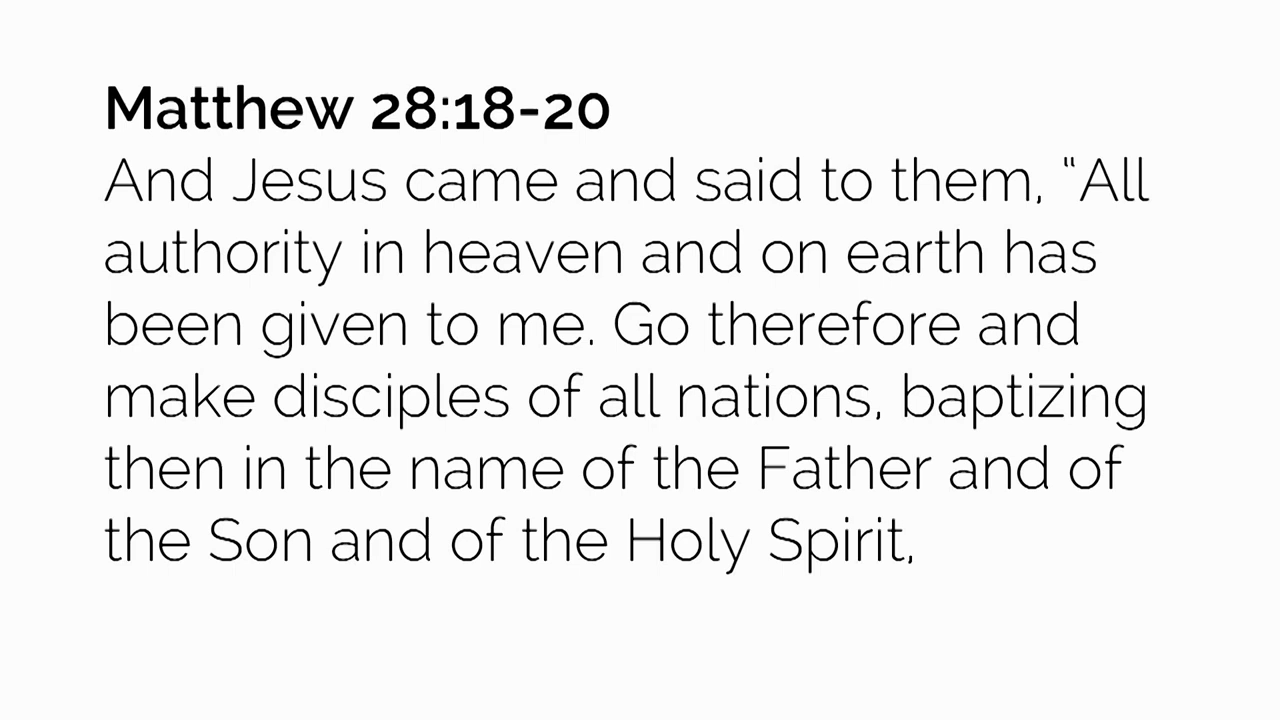 Matthew 28:18-20
And Jesus came and said to them, “All
authority in heaven and on earth has
been given to me. Go therefore and
make disciples of all nations, baptizing
then in the name of the Father and of
the Son and of the Holy Spirit,